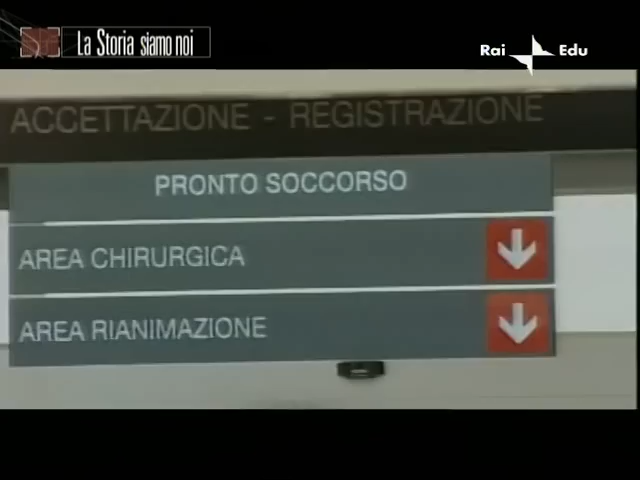 La Storia siamo noi
Rai Edu
ACCETTAZIONE - REGISTRAZIONE
PRONTO SOCCORSO
AREA CHIRURGICA
AREA RIANIMAZIONE